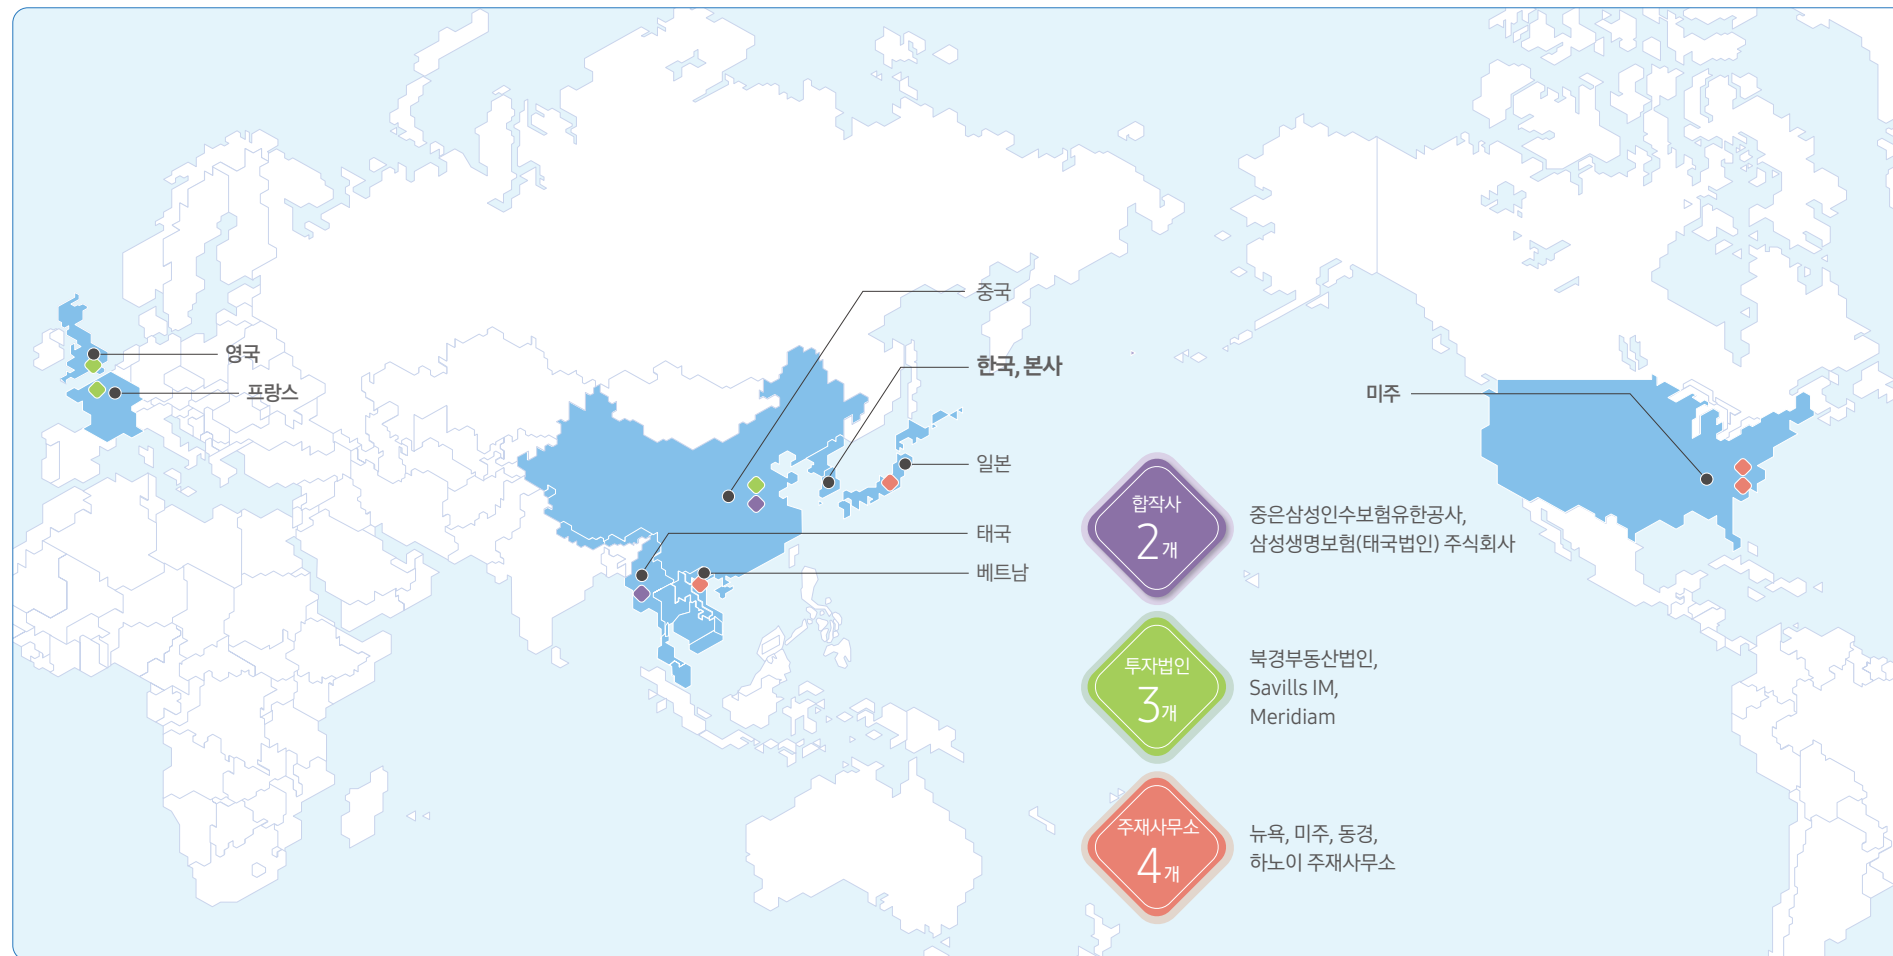 중국
영국
한국, 본사
프랑스
미주
일본
태국
베트남
합작사
2개
중은삼성인수보험유한공사,
삼성생명보험(태국법인) 주식회사
투자법인
3개
북경부동산법인,
Savills IM,
Meridiam
주재사무소
4개
뉴욕, 미주, 동경,
하노이 주재사무소